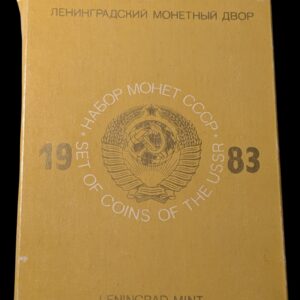 ЛЕНИНГРАДСКИЙ МОНЕТНЫЙ ДВОР
• НАБОР МОНЕТ СССР •
19 83
SET OF COINS OF THE USSR
LENINGRAD MINT